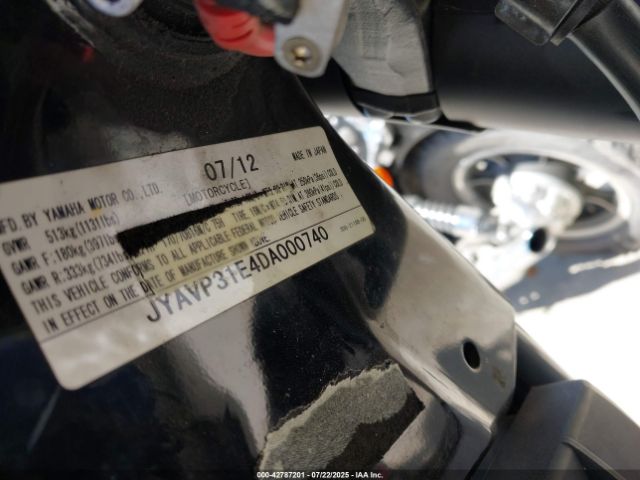 MFD. BY YAMAHA MOTOR CO., LTD. 07/12 MADE IN JAPAN
[MOTORCYCLE]
GVWR 513kg(1131lbs)
GAWR F: 180kg(397lbs)
GAWR R: 333kg(734lbs)
THIS VEHICLE CONFORMS TO ALL APPLICABLE FEDERAL MOTOR VEHICLE SAFETY STANDARDS
IN EFFECT ON THE DATE OF MANUFACTURE SHOWN ABOVE.
JYAVP31E4DA000740
000-42787201 - 07/22/2025 - IAA Inc.